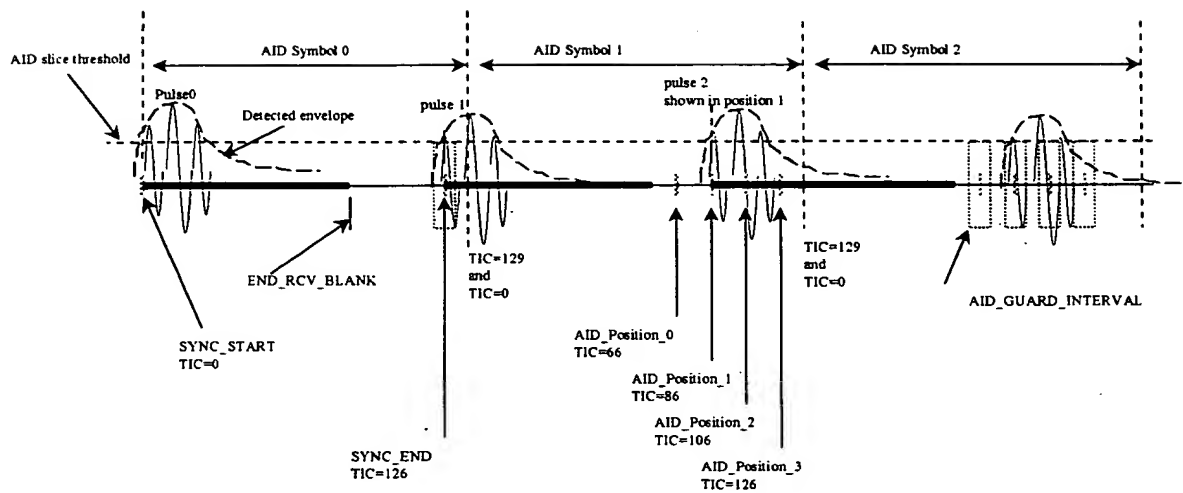 AID Symbol 0
AID Symbol 1
AID Symbol 2
AID slice threshold
Pulse0
Detected envelope
pulse 1
pulse 2
shown in position 1
TIC=129
and
TIC=0
TIC=129
and
TIC=0
END_RCV_BLANK
AID_GUARD_INTERVAL
SYNC_START
TIC=0
AID_Position_0
TIC=66
AID_Position_1
TIC=86
AID_Position_2
TIC=106
SYNC_END
TIC=126
AID_Position_3
TIC=126